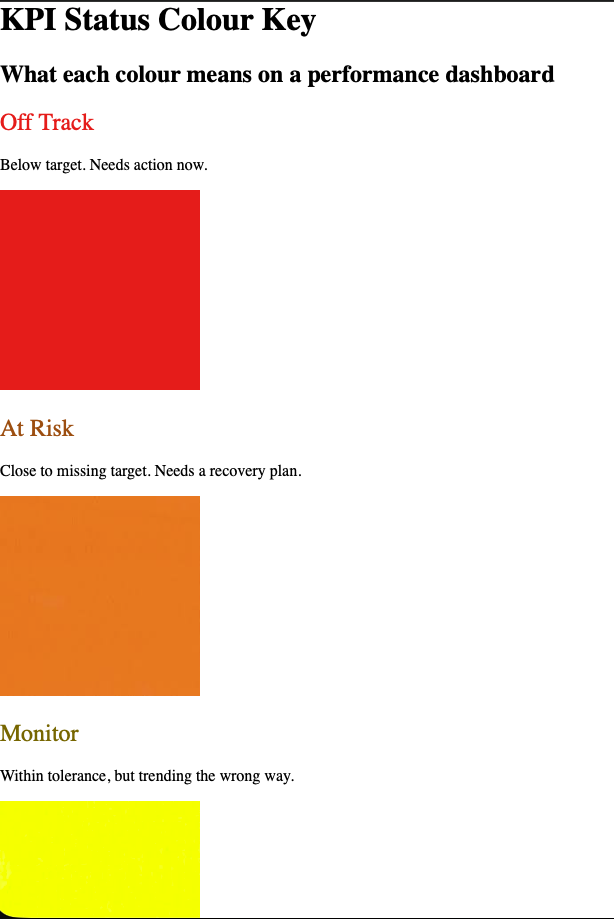 KPI Status Colour Key
What each colour means on a performance dashboard
Off Track
Below target. Needs action now.
At Risk
Close to missing target. Needs a recovery plan.
Monitor
Within tolerance, but trending the wrong way.